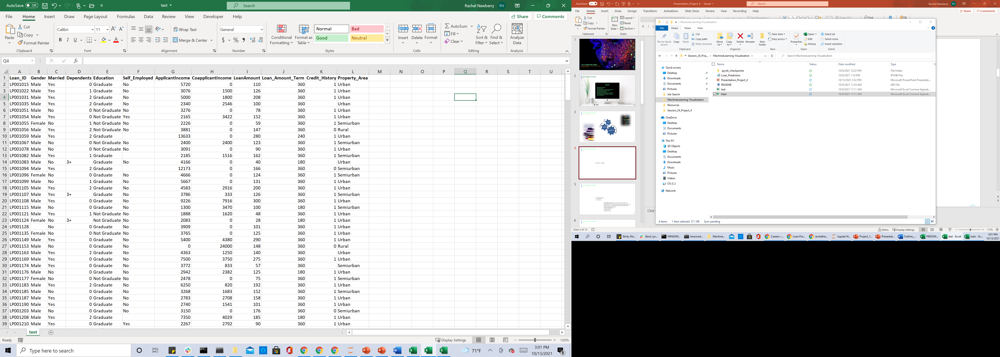 AutoSave Off test Search Rachel Newberry RN
File Home Insert Draw Page Layout Formulas Data Review View Developer Help Share Comments
Paste Cut Copy Format Painter
Calibri 11 Wrap Text General Normal Bad AutoSum
B I U Merge & Center Conditional Formatting Format as Table Good Neutral Insert Delete Format Fill Clear Sort & Filter Find & Select Analyze Data
Clipboard Font Alignment Number Styles Cells Editing Analysis
Q4 fx
A B C D E F G H I J K L M N O P Q R S T U
1 Loan_ID Gender Married Dependents Education Self_Employed ApplicantIncome CoapplicantIncome LoanAmount Loan_Amount_Term Credit_History Property_Area
2 LP001015 Male Yes 0 Graduate No 5720 0 110 360 1 Urban
3 LP001022 Male Yes 1 Graduate No 3076 1500 126 360 1 Urban
4 LP001031 Male Yes 2 Graduate No 5000 1800 208 360 1 Urban
5 LP001035 Male Yes 2 Graduate No 2340 2546 100 360 Urban
6 LP001051 Male No 0 Not Graduate No 3276 0 78 360 1 Urban
7 LP001054 Male Yes 0 Not Graduate Yes 2165 3422 152 360 1 Urban
8 LP001055 Female No 1 Not Graduate No 2226 0 59 360 1 Semiurban
9 LP001056 Male Yes 2 Not Graduate No 3881 0 147 360 0 Rural
10 LP001059 Male Yes 2 Graduate 13633 0 280 240 1 Urban
11 LP001067 Male No 0 Not Graduate No 2400 2400 123 360 1 Semiurban
12 LP001078 Male No 0 Not Graduate No 3091 0 90 360 1 Urban
13 LP001082 Male Yes 1 Graduate 2185 1516 162 360 1 Semiurban
14 LP001083 Male No 3+ Graduate No 4166 0 40 180 Urban
15 LP001094 Male Yes 2 Graduate 12173 0 166 360 0 Semiurban
16 LP001096 Female No 0 Graduate No 4666 0 124 360 1 Semiurban
17 LP001099 Male No 1 Graduate No 5667 0 131 360 1 Urban
18 LP001105 Male Yes 2 Graduate No 4583 2916 200 360 1 Urban
19 LP001107 Male Yes 3+ Graduate No 3786 333 126 360 1 Semiurban
20 LP001108 Male Yes 0 Graduate No 9226 7916 300 360 1 Urban
21 LP001115 Male No 0 Graduate No 1300 3470 100 180 1 Semiurban
22 LP001121 Male Yes 1 Not Graduate No 1888 1620 48 360 1 Urban
23 LP001124 Female No 3+ Not Graduate No 2083 0 28 180 1 Urban
24 LP001128 No 0 Graduate No 3909 0 101 360 1 Urban
25 LP001135 Female No 0 Not Graduate No 3765 0 125 360 1 Urban
26 LP001149 Male Yes 0 Graduate No 5400 4380 290 360 1 Urban
27 LP001153 Male No 0 Graduate No 0 24000 148 360 0 Rural
28 LP001163 Male Yes 2 Graduate No 4363 1250 140 360 Urban
29 LP001169 Male Yes 0 Graduate No 7500 3750 275 360 1 Urban
30 LP001174 Male Yes 0 Graduate No 3772 833 57 360 Semiurban
31 LP001176 Male No 0 Graduate No 2942 2382 125 180 1 Urban
32 LP001177 Female No 0 Not Graduate No 2478 0 75 360 1 Semiurban
33 LP001183 Male Yes 2 Graduate No 6250 820 192 360 1 Urban
34 LP001185 Male No 0 Graduate No 3268 1683 152 360 1 Semiurban
35 LP001187 Male Yes 0 Graduate No 2783 2708 158 360 1 Urban
36 LP001190 Male Yes 0 Graduate No 2740 1541 101 360 1 Urban
37 LP001203 Male No 0 Graduate No 3150 0 176 360 0 Semiurban
38 LP001208 Male Yes 2 Graduate 7350 4029 185 180 1 Urban
39 LP001210 Male Yes 0 Graduate Yes 2267 2792 90 360 1 Urban
test
Ready Display Settings 100%
Type here to search 71°F 3:01 PM
10/13/2021 8
AutoSave On Presentation_Project_4 - Saved Search Rachel Newberry RN
File Home Insert Draw Design Transitions Animations Slide Show Review View Recording Help Share Comments
Paste Cut Copy Format Painter New Slide Layout Reset Section
Clipboard Slides
MachineLearning-Visualization
File Home Share View
Pin to Quick access Copy Paste Cut Copy path Paste shortcut Move to Copy to Delete Rename New folder New item Easy access Properties Open Edit History Select all Select none Invert selection
Clipboard Organize New Open Select
Session_24_Proj... MachineLearning-Visualization Search MachineLearning-Visualization
Name Status Date modified Type
.ipynb_checkpoints 10/9/2021 12:22 PM File folder
Loan_Prediction 10/9/2021 1:14 PM IPYNB File
Presentation_Project_4 10/13/2021 2:52 PM Microsoft PowerPoint Presentati...
README 10/9/2021 11:24 AM MD File
test 10/9/2021 11:11 AM Microsoft Excel Comma Separat...
train 10/9/2021 11:11 AM Microsoft Excel Comma Separat...
Quick access
Desktop
Downloads
Documents
Pictures
Job Search
MachineLearning-Visualization
Resources
Session_24_Project_4
OneDrive
Desktop
Documents
Pictures
This PC
3D Objects
Desktop
Documents
Downloads
Music
Pictures
Videos
OS (C:)
Network
6 items 1 item selected 37.1 KB Sync pending
1
2
Agenda
3
4
5
6
Click
Slide 4 of 15 Notes Display Settings 112%
Sticky No... Slack | pr... MINGW6... Anacond... Machine... Careers –... Loan Pre... rachellne... Jupyter N... Project_1... Presentat... Outline_... PERSON... test - Excel train - Ex... 3:01 PM
10/13/2021